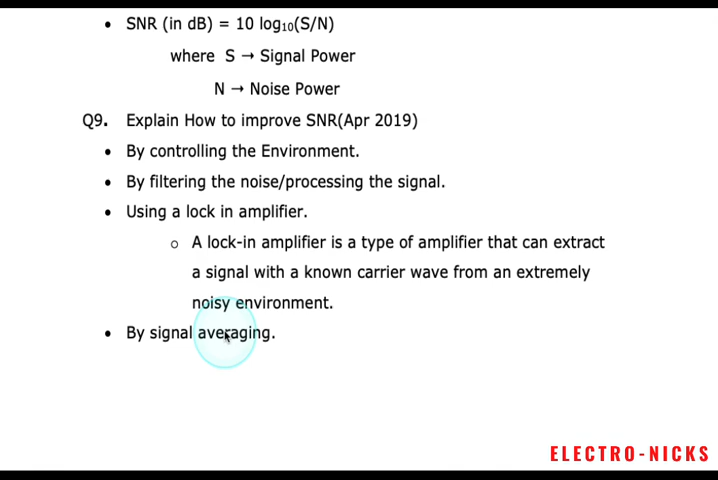 • SNR (in dB) = 10 log₁₀(S/N)
where S → Signal Power
N → Noise Power
Q9. Explain How to improve SNR(Apr 2019)
• By controlling the Environment.
• By filtering the noise/processing the signal.
• Using a lock in amplifier.
o A lock-in amplifier is a type of amplifier that can extract
a signal with a known carrier wave from an extremely
noisy environment.
• By signal averaging.
ELECTRO-NICKS